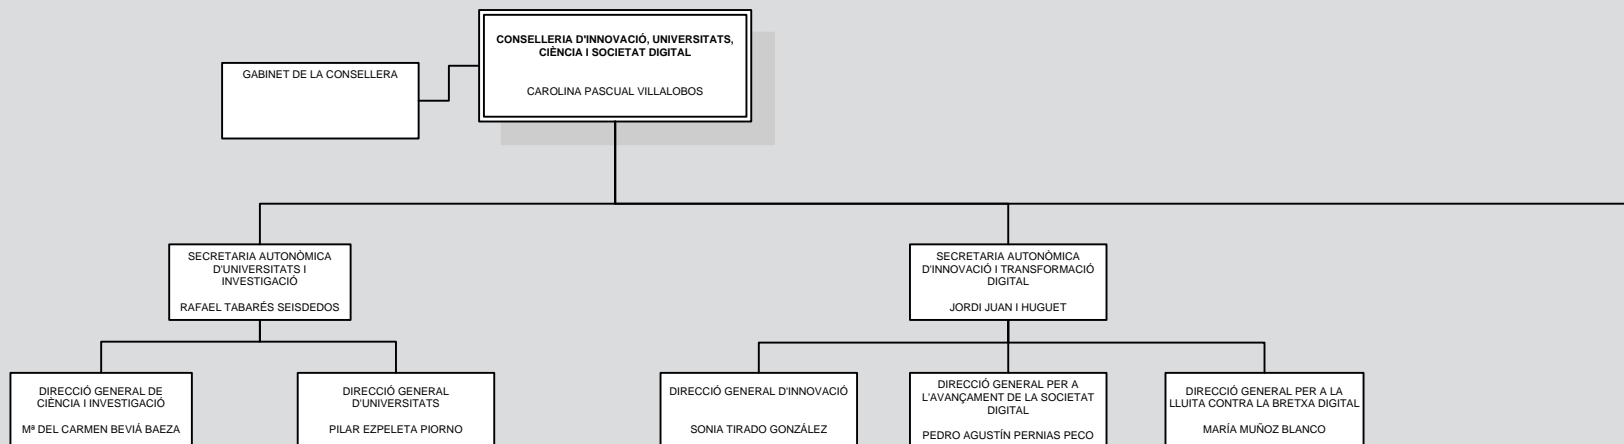 CONSELLERIA D'INNOVACIÓ, UNIVERSITATS,
CIÈNCIA I SOCIETAT DIGITAL
CAROLINA PASCUAL VILLALOBOS
GABINET DE LA CONSELLERA
SECRETARIA AUTONÒMICA
D'UNIVERSITATS I
INVESTIGACIÓ
RAFAEL TABARÉS SEISDEDOS
SECRETARIA AUTONÒMICA
D'INNOVACIÓ I TRANSFORMACIÓ
DIGITAL
JORDI JUAN I HUGUET
DIRECCIÓ GENERAL DE
CIÈNCIA I INVESTIGACIÓ
Mª DEL CARMEN BEVIÁ BAEZA
DIRECCIÓ GENERAL
D'UNIVERSITATS
PILAR EZPELETA PIORNO
DIRECCIÓ GENERAL D'INNOVACIÓ
SONIA TIRADO GONZÁLEZ
DIRECCIÓ GENERAL PER A
L'AVANÇAMENT DE LA SOCIETAT
DIGITAL
PEDRO AGUSTÍN PERNIAS PECO
DIRECCIÓ GENERAL PER A LA
LLUITA CONTRA LA BRETXA DIGITAL
MARÍA MUÑOZ BLANCO